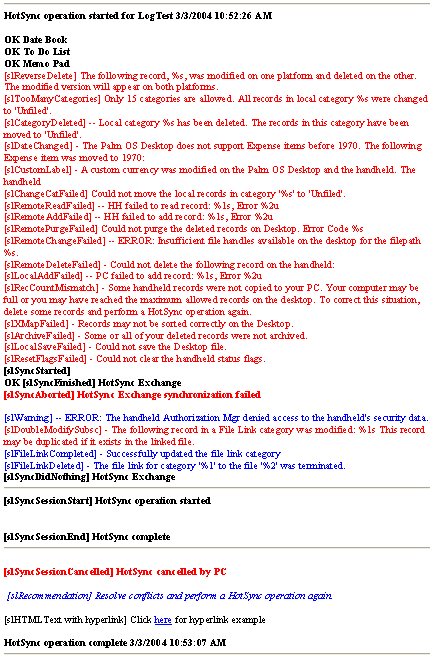 HotSync operation started for LogTest 3/3/2004 10:52:26 AM
OK Date Book
OK To Do List
OK Memo Pad
[slReverseDelete] The following record, %s, was modified on one platform and deleted on the other.
The modified version will appear on both platforms.
[slTooManyCategories] Only 15 categories are allowed. All records in local category %s were changed
to 'Unfiled'.
[slCategoryDeleted] -- Local category %s has been deleted. The records in this category have been
moved to 'Unfiled'.
[slDateChanged] - The Palm OS Desktop does not support Expense items before 1970. The following
Expense item was moved to 1970:
[slCustomLabel] - A custom currency was modified on the Palm OS Desktop and the handheld. The
handheld
[slChangeCatFailed] Could not move the local records in category '%s' to 'Unfiled'.
[slRemoteReadFailed] -- HH failed to read record: %1s, Error %2u
[slRemoteAddFailed] -- HH failed to add record: %1s, Error %2u
[slRemotePurgeFailed] Could not purge the deleted records on Desktop. Error Code %s
[slRemoteChangeFailed] -- ERROR: Insufficient file handles available on the desktop for the filepath
%s.
[slRemoteDeleteFailed] - Could not delete the following record on the handheld:
[slLocalAddFailed] -- PC failed to add record: %1s, Error %2u
[slRecCountMismatch] - Some handheld records were not copied to your PC. Your computer may be
full or you may have reached the maximum allowed records on the desktop. To correct this situation,
delete some records and perform a HotSync operation again.
[slXMapFailed] - Records may not be sorted correctly on the Desktop.
[slArchiveFailed] - Some or all of your deleted records were not archived.
[slLocalSaveFailed] - Could not save the Desktop file.
[slResetFlagsFailed] - Could not clear the handheld status flags.
[slSyncStarted]
OK [slSyncFinished] HotSync Exchange
[slSyncAborted] HotSync Exchange synchronization failed
[slWarning] -- ERROR: The handheld Authorization Mgr denied access to the handheld's security data.
[slDoubleModifySubsc] - The following record in a File Link category was modified: %1s This record
may be duplicated if it exists in the linked file.
[slFileLinkCompleted] - Successfully updated the file link category
[slFileLinkDeleted] - The file link for category '%1' to the file '%2' was terminated.
[slSyncDidNothing] HotSync Exchange
[slSyncSessionStart] HotSync operation started
[slSyncSessionEnd] HotSync complete
[slSyncSessionCancelled] HotSync cancelled by PC
[slRecommendation] Resolve conflicts and perform a HotSync operation again.
[slHTMLText with hyperlink] Click here for hyperlink example
HotSync operation complete 3/3/2004 10:53:07 AM